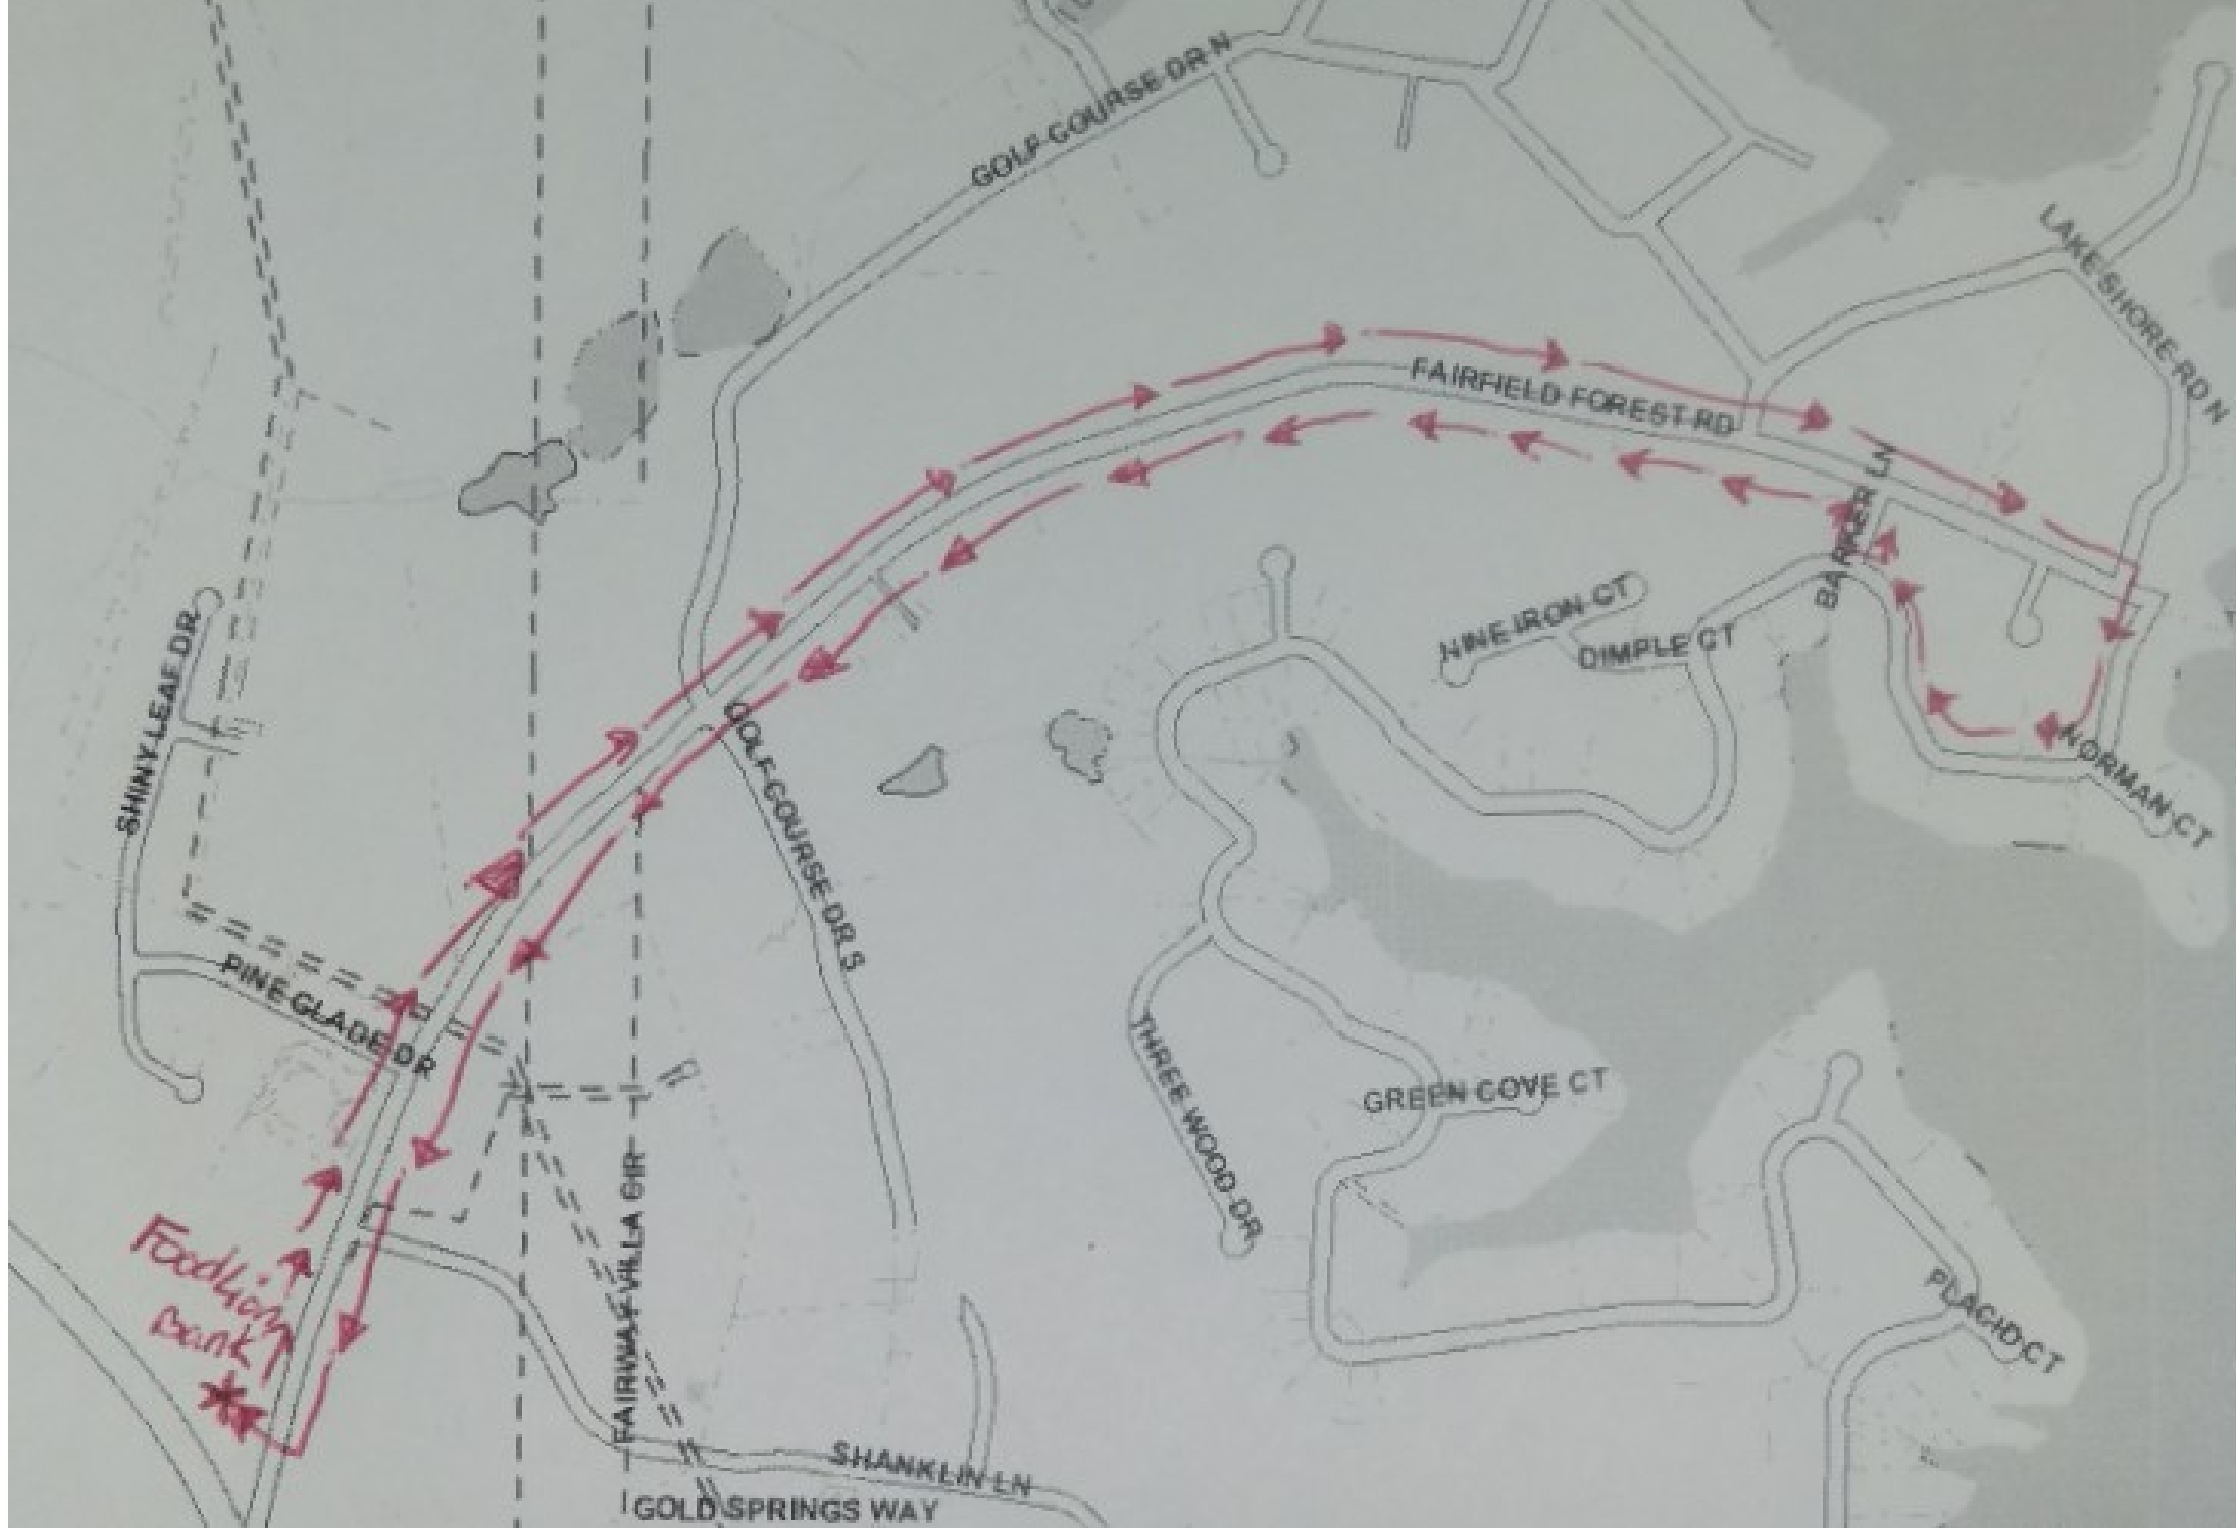 GOLF COURSE DR N
LAKE SHORE RD N
FAIRFIELD FOREST RD
BARKER LN
NINE IRON CT
DIMPLE CT
SHINY LEAF DR
GOLF COURSE DR S
NORMAN CT
PINE GLADE DR
THREE WOOD DR
GREEN COVE CT
Foodlion
Bank
FAIRWAY VILLA CIR
PLACID CT
SHANKLIN LN
GOLD SPRINGS WAY